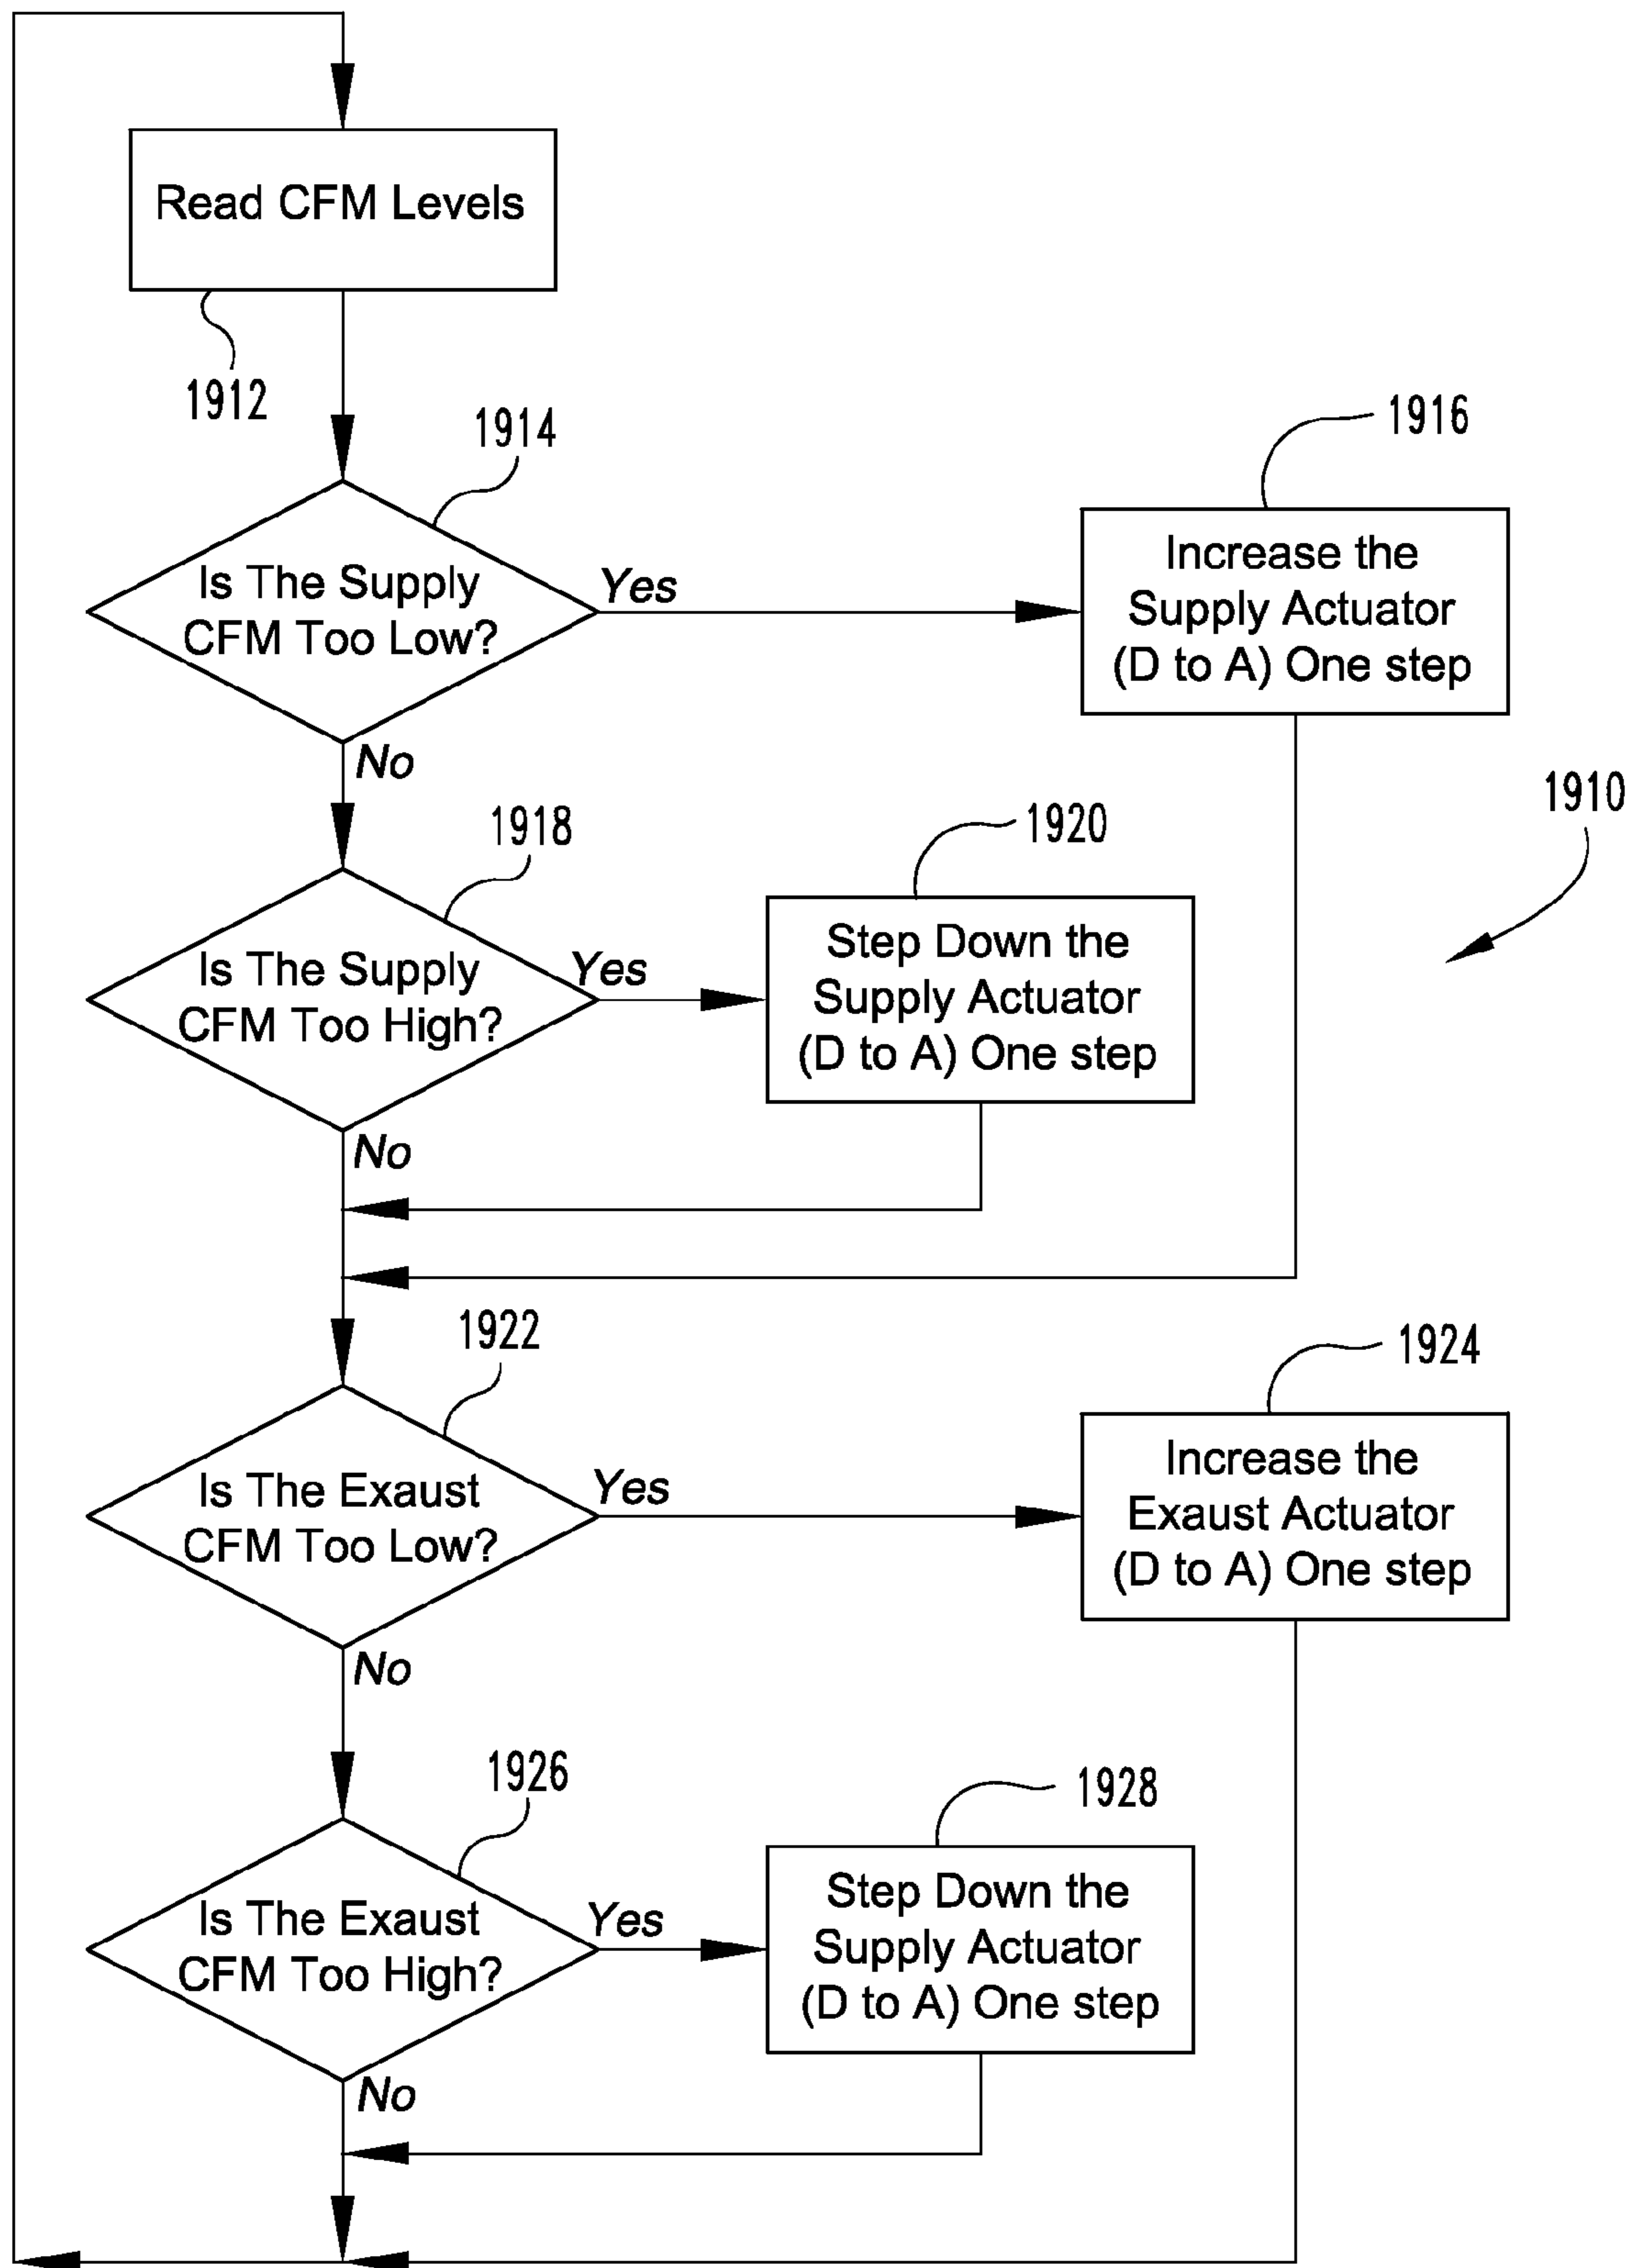 Read CFM Levels
1912
1914
Is The Supply
CFM Too Low?
Yes
No
1916
Increase the
Supply Actuator
(D to A) One step
1910
1918
Is The Supply
CFM Too High?
Yes
No
1920
Step Down the
Supply Actuator
(D to A) One step
1922
Is The Exaust
CFM Too Low?
Yes
No
1924
Increase the
Exaust Actuator
(D to A) One step
1926
Is The Exaust
CFM Too High?
Yes
No
1928
Step Down the
Supply Actuator
(D to A) One step